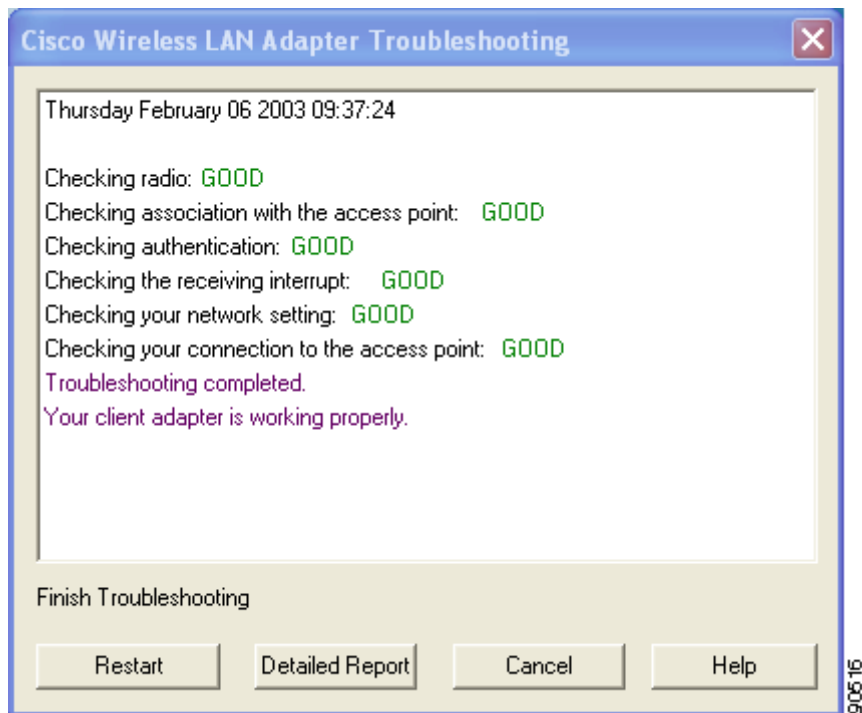 Cisco Wireless LAN Adapter Troubleshooting
Thursday February 06 2003 09:37:24
Checking radio: GOOD
Checking association with the access point: GOOD
Checking authentication: GOOD
Checking the receiving interrupt: GOOD
Checking your network setting: GOOD
Checking your connection to the access point: GOOD
Troubleshooting completed.
Your client adapter is working properly.
Finish Troubleshooting
Restart Detailed Report Cancel Help
90516